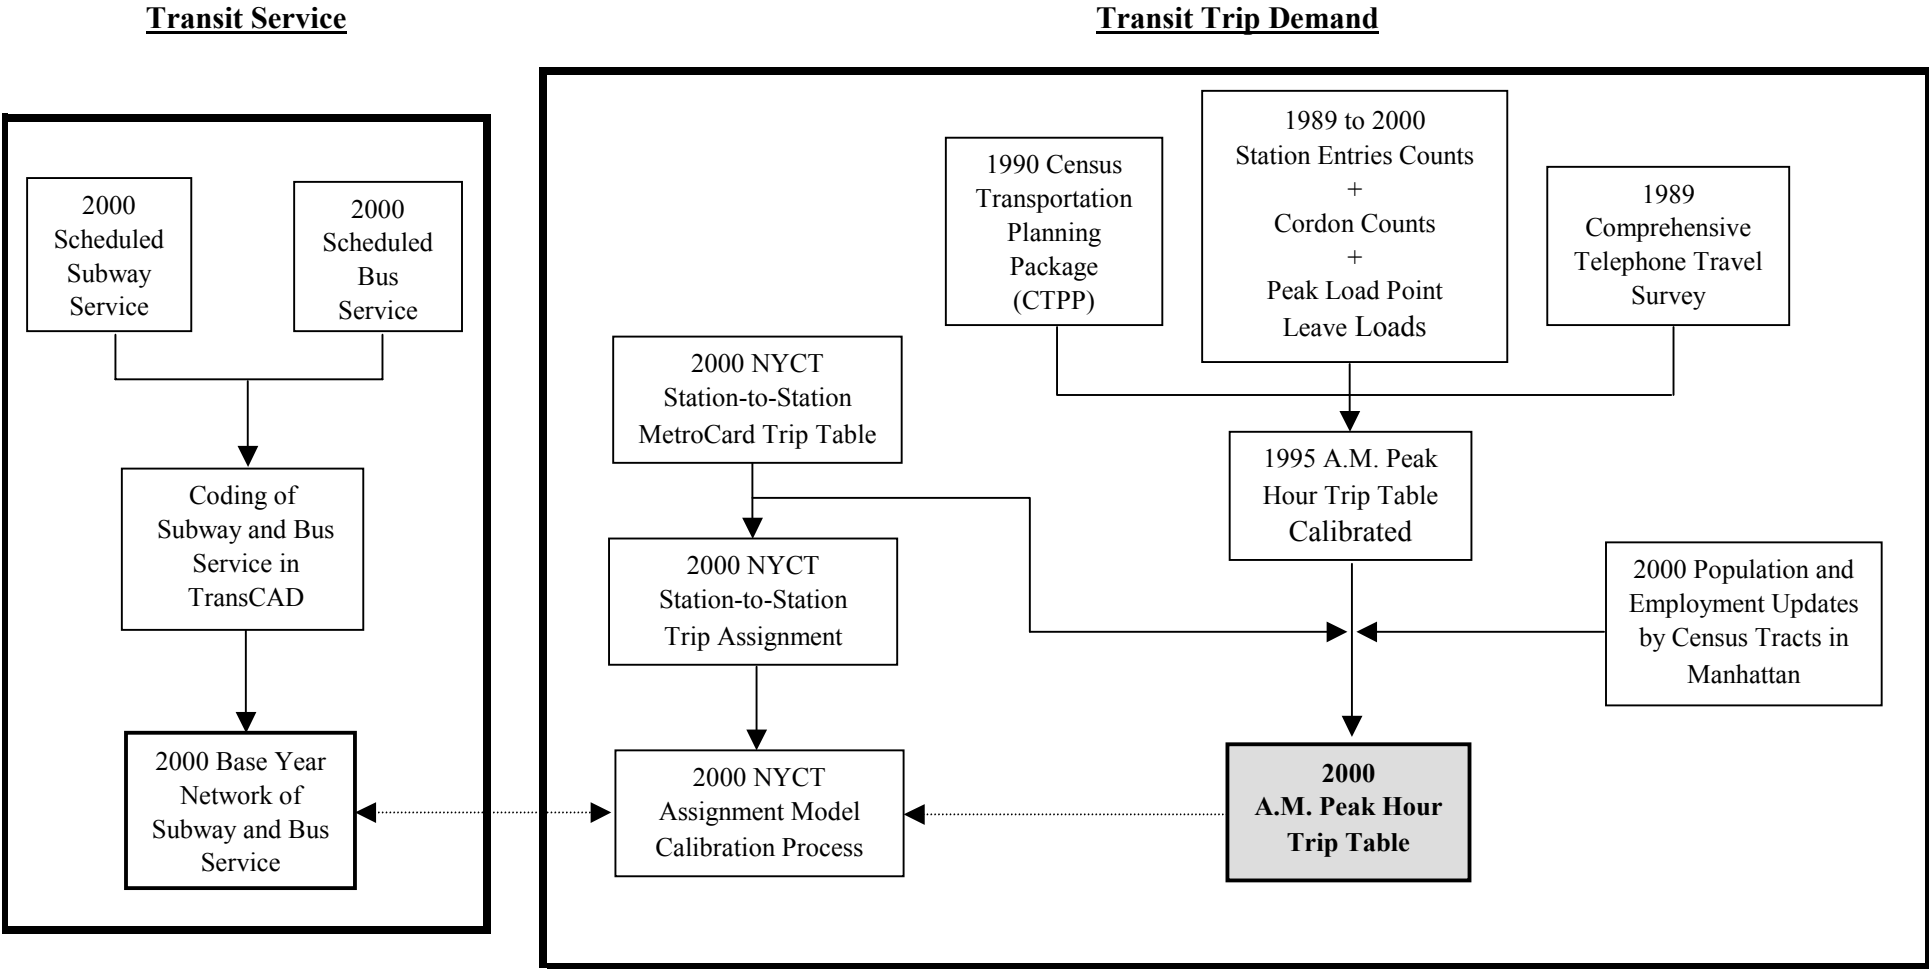 Transit Service
Transit Trip Demand
2000
Scheduled
Subway
Service
2000
Scheduled
Bus
Service
Coding of
Subway and Bus
Service in
TransCAD
2000 Base Year
Network of
Subway and Bus
Service
1990 Census
Transportation
Planning
Package
(CTPP)
1989 to 2000
Station Entries Counts
+
Cordon Counts
+
Peak Load Point
Leave Loads
1989
Comprehensive
Telephone Travel
Survey
2000 NYCT
Station-to-Station
MetroCard Trip Table
1995 A.M. Peak
Hour Trip Table
Calibrated
2000 NYCT
Station-to-Station
Trip Assignment
2000 Population and
Employment Updates
by Census Tracts in
Manhattan
2000 NYCT
Assignment Model
Calibration Process
2000
A.M. Peak Hour
Trip Table